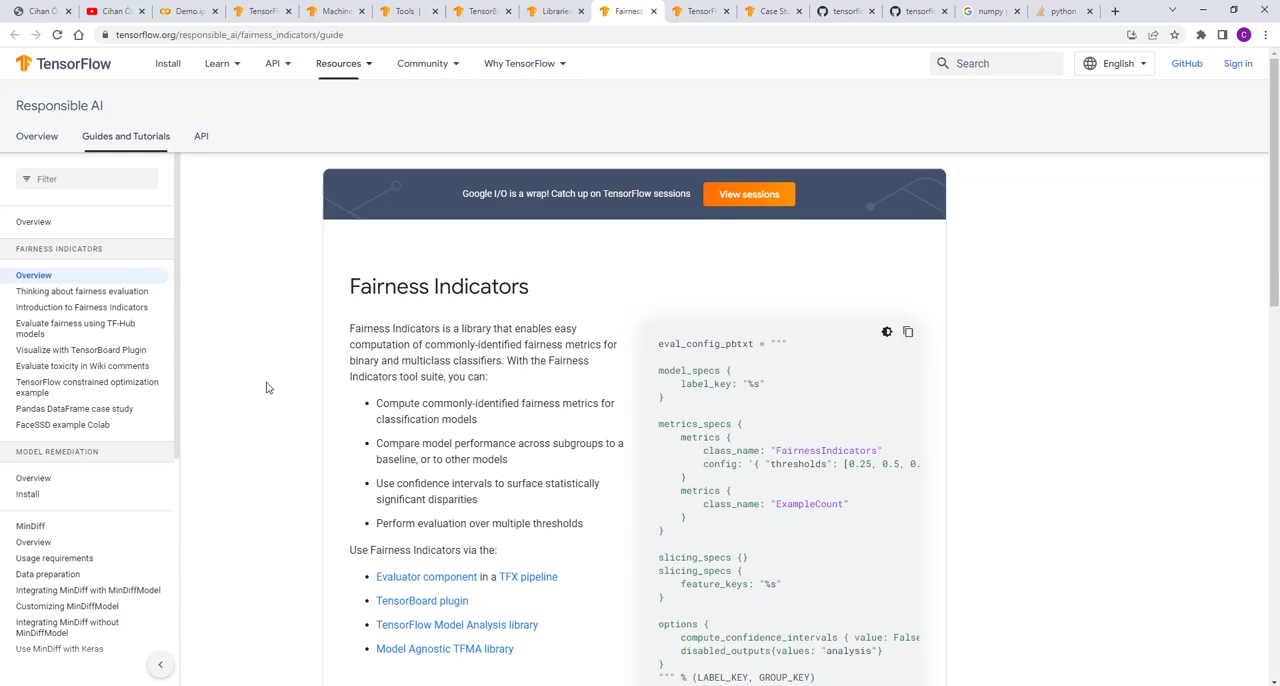 Cihan Ö
Cihan Ö
Demo.ip
TensorF
Machine
Tools |
TensorBo
Libraries
Fairness
TensorFl
Case St
tensorfl
tensorfl
numpy
python
tensorflow.org/responsible_ai/fairness_indicators/guide
C
TensorFlow
Install
Learn
API
Resources
Community
Why TensorFlow
Search
English
GitHub
Sign in
Responsible AI
Overview
Guides and Tutorials
API
Filter
Overview
FAIRNESS INDICATORS
Overview
Thinking about fairness evaluation
Introduction to Fairness Indicators
Evaluate fairness using TF-Hub
models
Visualize with TensorBoard Plugin
Evaluate toxicity in Wiki comments
TensorFlow constrained optimization
example
Pandas DataFrame case study
FaceSSD example Colab
MODEL REMEDIATION
Overview
Install
MinDiff
Overview
Usage requirements
Data preparation
Integrating MinDiff with MinDiffModel
Customizing MinDiffModel
Integrating MinDiff without
MinDiffModel
Use MinDiff with Keras
Google I/O is a wrap! Catch up on TensorFlow sessions
View sessions
Fairness Indicators
Fairness Indicators is a library that enables easy
computation of commonly-identified fairness metrics for
binary and multiclass classifiers. With the Fairness
Indicators tool suite, you can:
• Compute commonly-identified fairness metrics for
classification models
• Compare model performance across subgroups to a
baseline, or to other models
• Use confidence intervals to surface statistically
significant disparities
• Perform evaluation over multiple thresholds
Use Fairness Indicators via the:
• Evaluator component in a TFX pipeline
• TensorBoard plugin
• TensorFlow Model Analysis library
• Model Agnostic TFMA library
eval_config_pbtxt = """
model_specs {
label_key: "%s"
}
metrics_specs {
metrics {
class_name: "FairnessIndicators"
config: '{ "thresholds": [0.25, 0.5, 0.
}
metrics {
class_name: "ExampleCount"
}
}
slicing_specs {}
slicing_specs {
feature_keys: "%s"
}
options {
compute_confidence_intervals { value: False
disabled_outputs{values: "analysis"}
}
""" % (LABEL_KEY, GROUP_KEY)